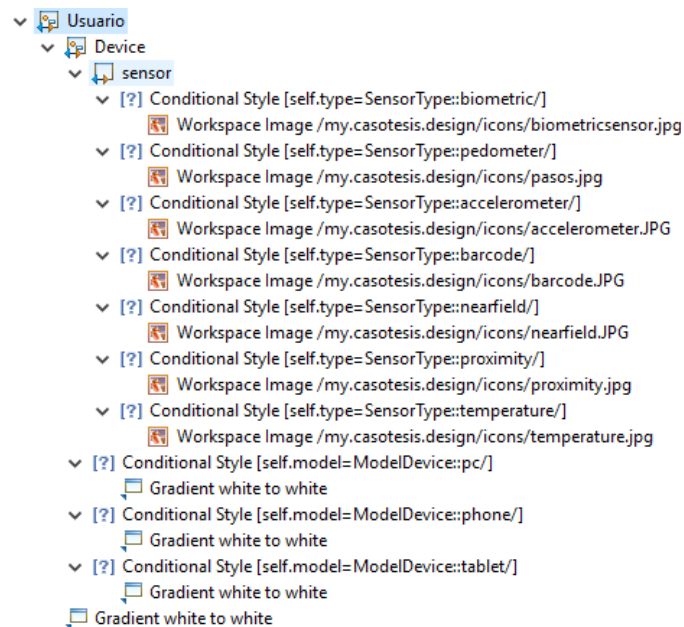 Usuario
Device
sensor
[?] Conditional Style [self.type=SensorType::biometric/]
Workspace Image /my.casotesis.design/icons/biometricsensor.jpg
[?] Conditional Style [self.type=SensorType::pedometer/]
Workspace Image /my.casotesis.design/icons/pasos.jpg
[?] Conditional Style [self.type=SensorType::accelerometer/]
Workspace Image /my.casotesis.design/icons/accelerometer.JPG
[?] Conditional Style [self.type=SensorType::barcode/]
Workspace Image /my.casotesis.design/icons/barcode.JPG
[?] Conditional Style [self.type=SensorType::nearfield/]
Workspace Image /my.casotesis.design/icons/nearfield.JPG
[?] Conditional Style [self.type=SensorType::proximity/]
Workspace Image /my.casotesis.design/icons/proximity.jpg
[?] Conditional Style [self.type=SensorType::temperature/]
Workspace Image /my.casotesis.design/icons/temperature.jpg
[?] Conditional Style [self.model=ModelDevice::pc/]
Gradient white to white
[?] Conditional Style [self.model=ModelDevice::phone/]
Gradient white to white
[?] Conditional Style [self.model=ModelDevice::tablet/]
Gradient white to white
Gradient white to white